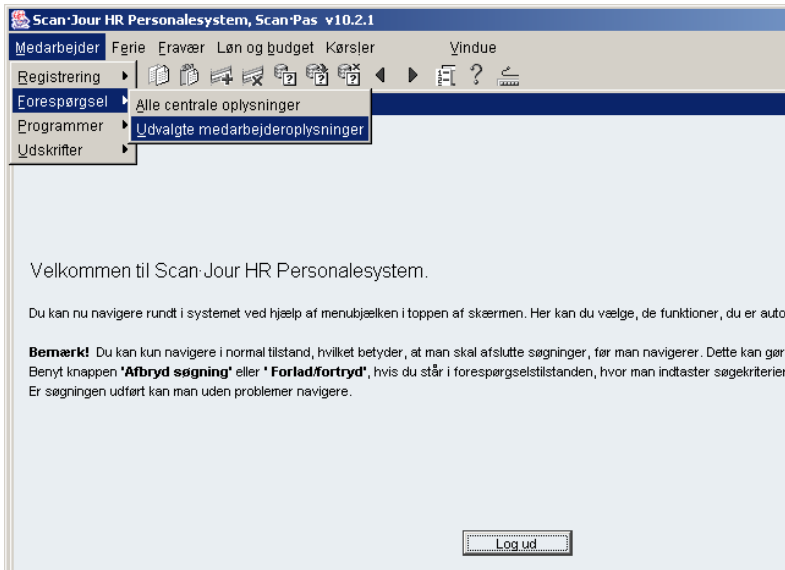 Scan·Jour HR Personalesystem, Scan·Pas v10.2.1
Medarbejder Ferie Fravær Løn og budget Kørsler Vindue
Registrering
Forespørgsel
Programmer
Udskrifter
Alle centrale oplysninger
Udvalgte medarbejderoplysninger
Velkommen til Scan·Jour HR Personalesystem.
Du kan nu navigere rundt i systemet ved hjælp af menubjælken i toppen af skærmen. Her kan du vælge, de funktioner, du er auto
Bemærk! Du kan kun navigere i normal tilstand, hvilket betyder, at man skal afslutte søgninger, før man navigerer. Dette kan gør
Benyt knappen 'Afbryd søgning' eller ' Forlad/fortryd', hvis du står i forespørgselstilstanden, hvor man indtaster søgekriterier
Er søgningen udført kan man uden problemer navigere.
Log ud